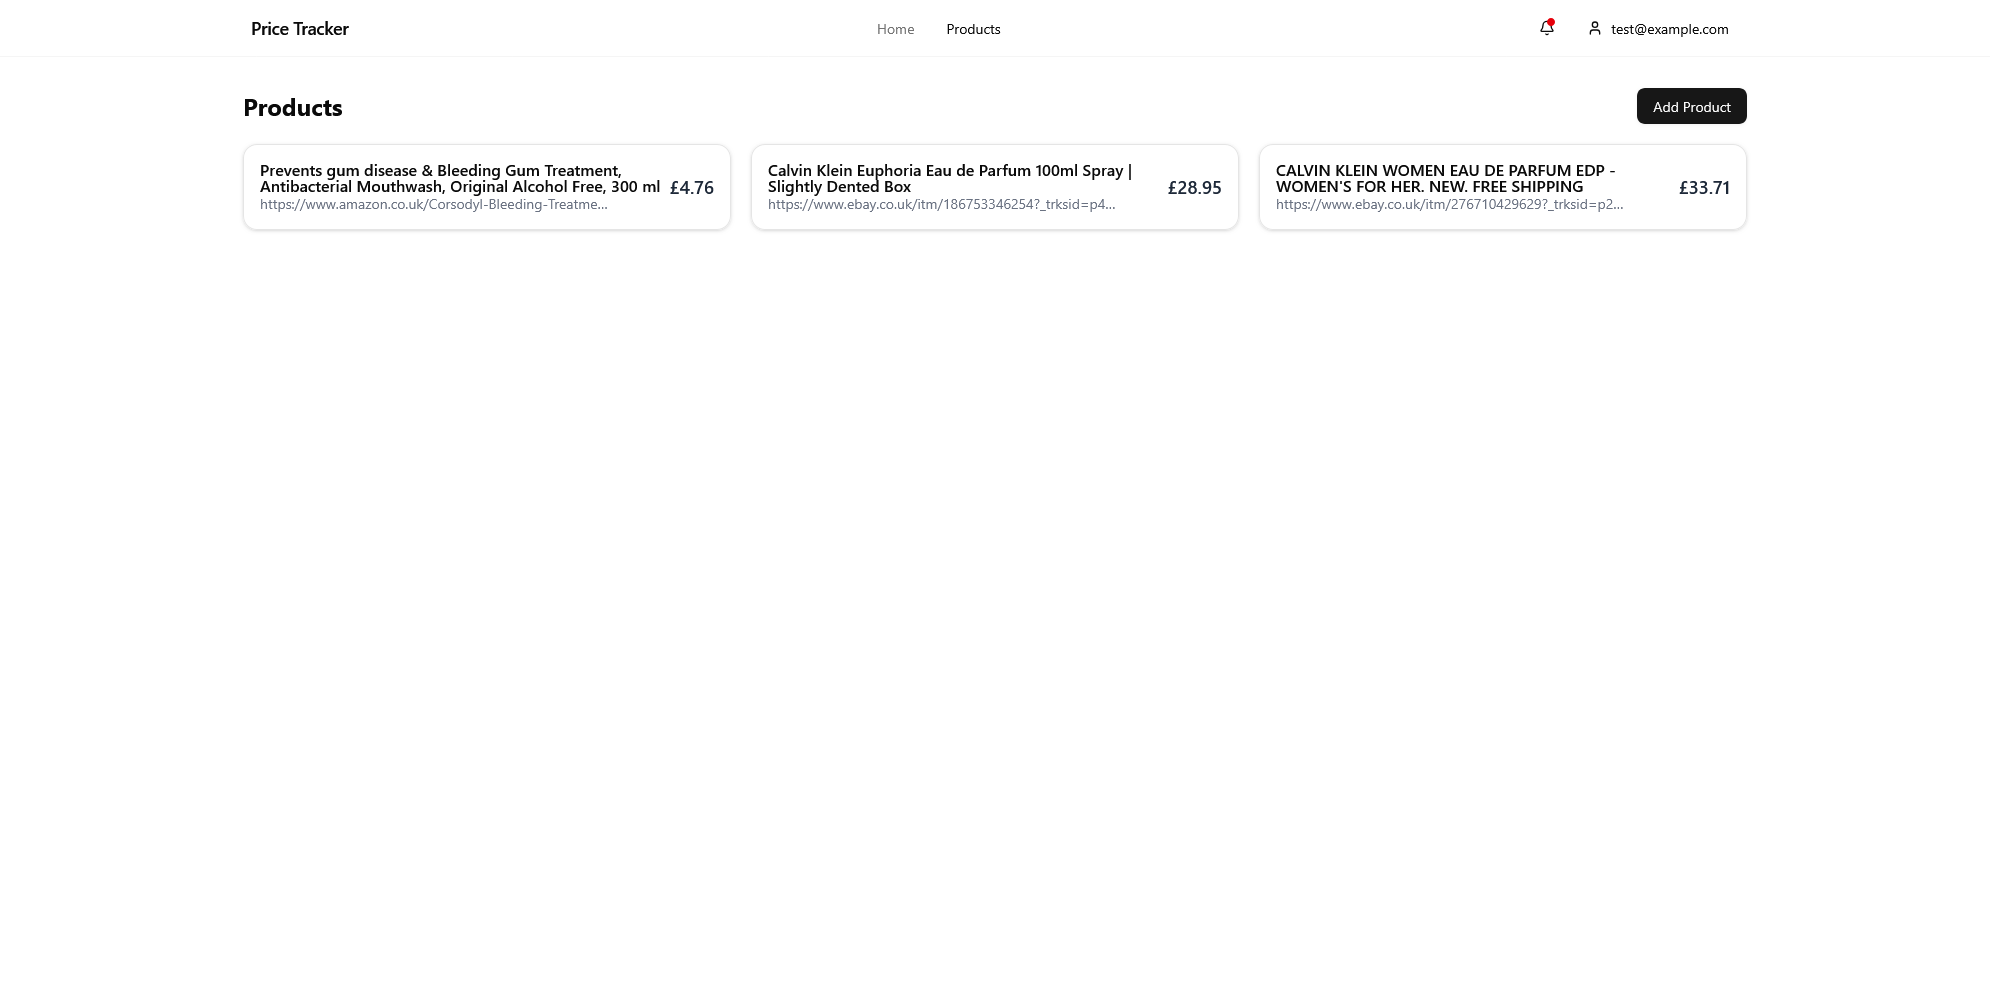 Price Tracker
Home
Products
test@example.com
Products
Add Product
Prevents gum disease & Bleeding Gum Treatment,
Antibacterial Mouthwash, Original Alcohol Free, 300 ml
https://www.amazon.co.uk/Corsodyl-Bleeding-Treatme...
£4.76
Calvin Klein Euphoria Eau de Parfum 100ml Spray |
Slightly Dented Box
https://www.ebay.co.uk/itm/186753346254?_trksid=p4...
£28.95
CALVIN KLEIN WOMEN EAU DE PARFUM EDP -
WOMEN'S FOR HER. NEW. FREE SHIPPING
https://www.ebay.co.uk/itm/276710429629?_trksid=p2...
£33.71